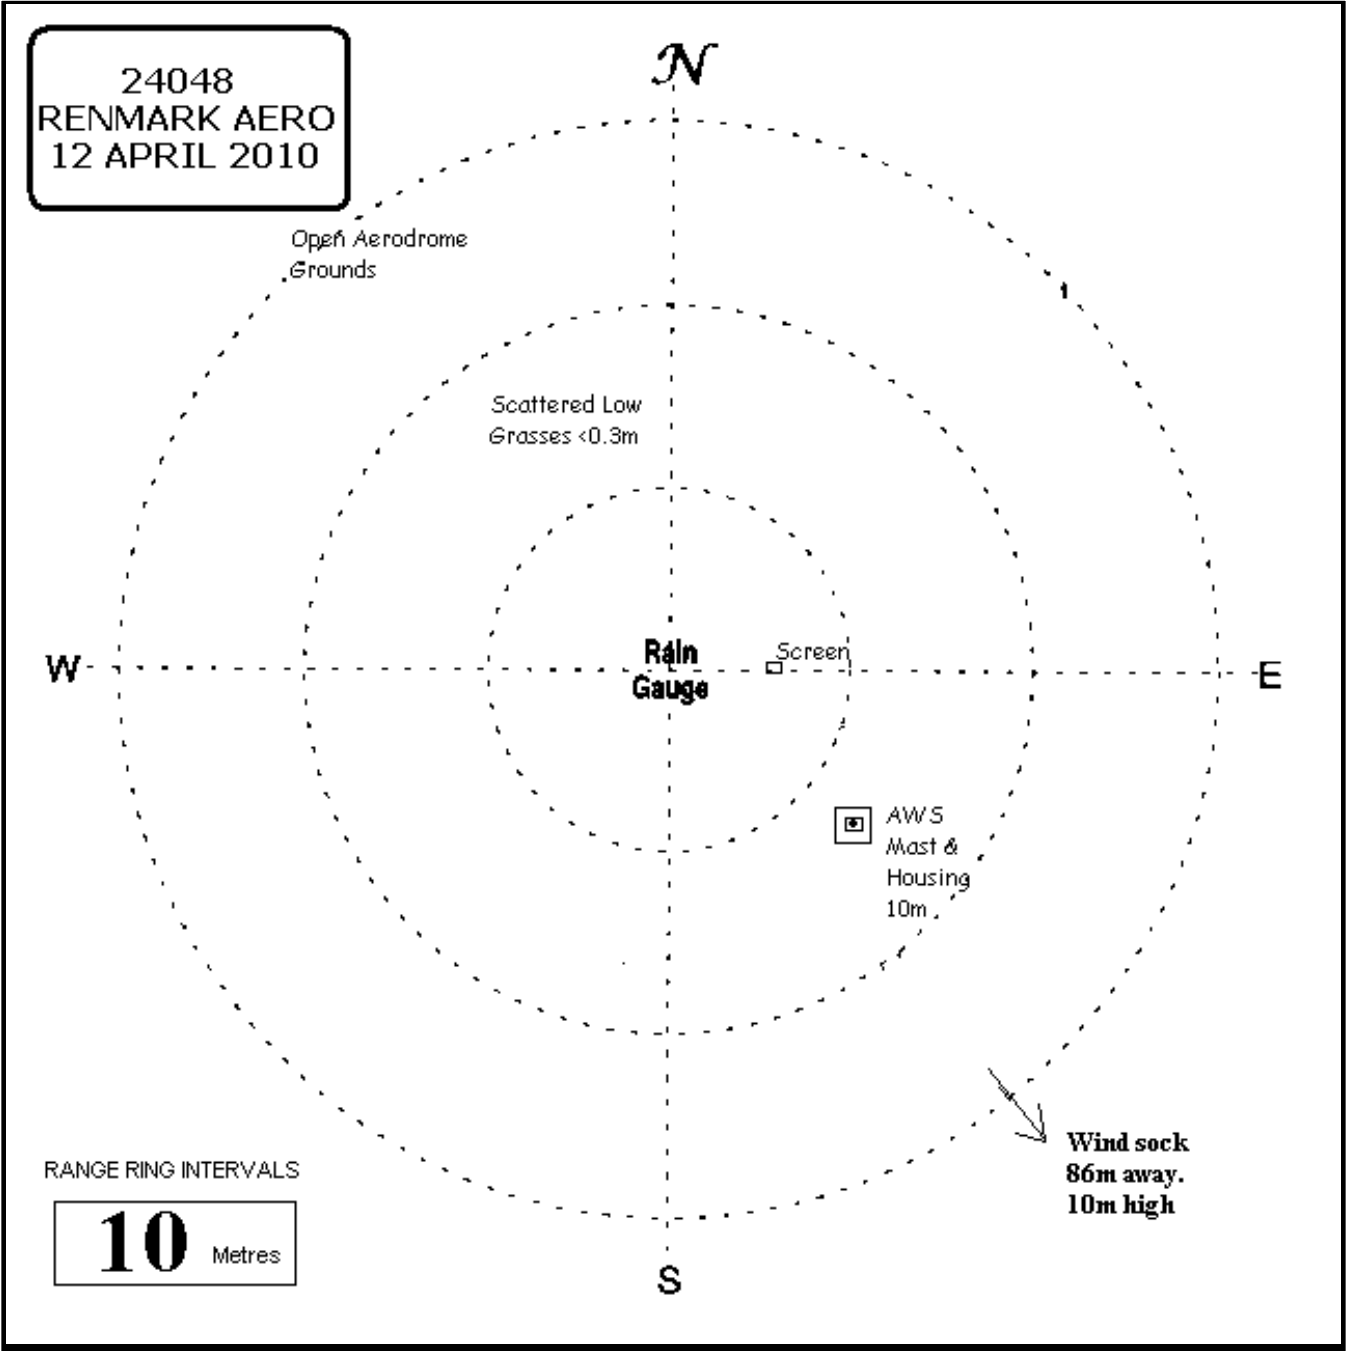 24048
RENMARK AERO
12 APRIL 2010
N
Open Aerodrome
Grounds
Scattered Low
Grasses <0.3m
W
Rain
Gauge
Screen
E
AWS
Mast &
Housing
10m
Wind sock
86m away.
10m high
RANGE RING INTERVALS
10 Metres
S